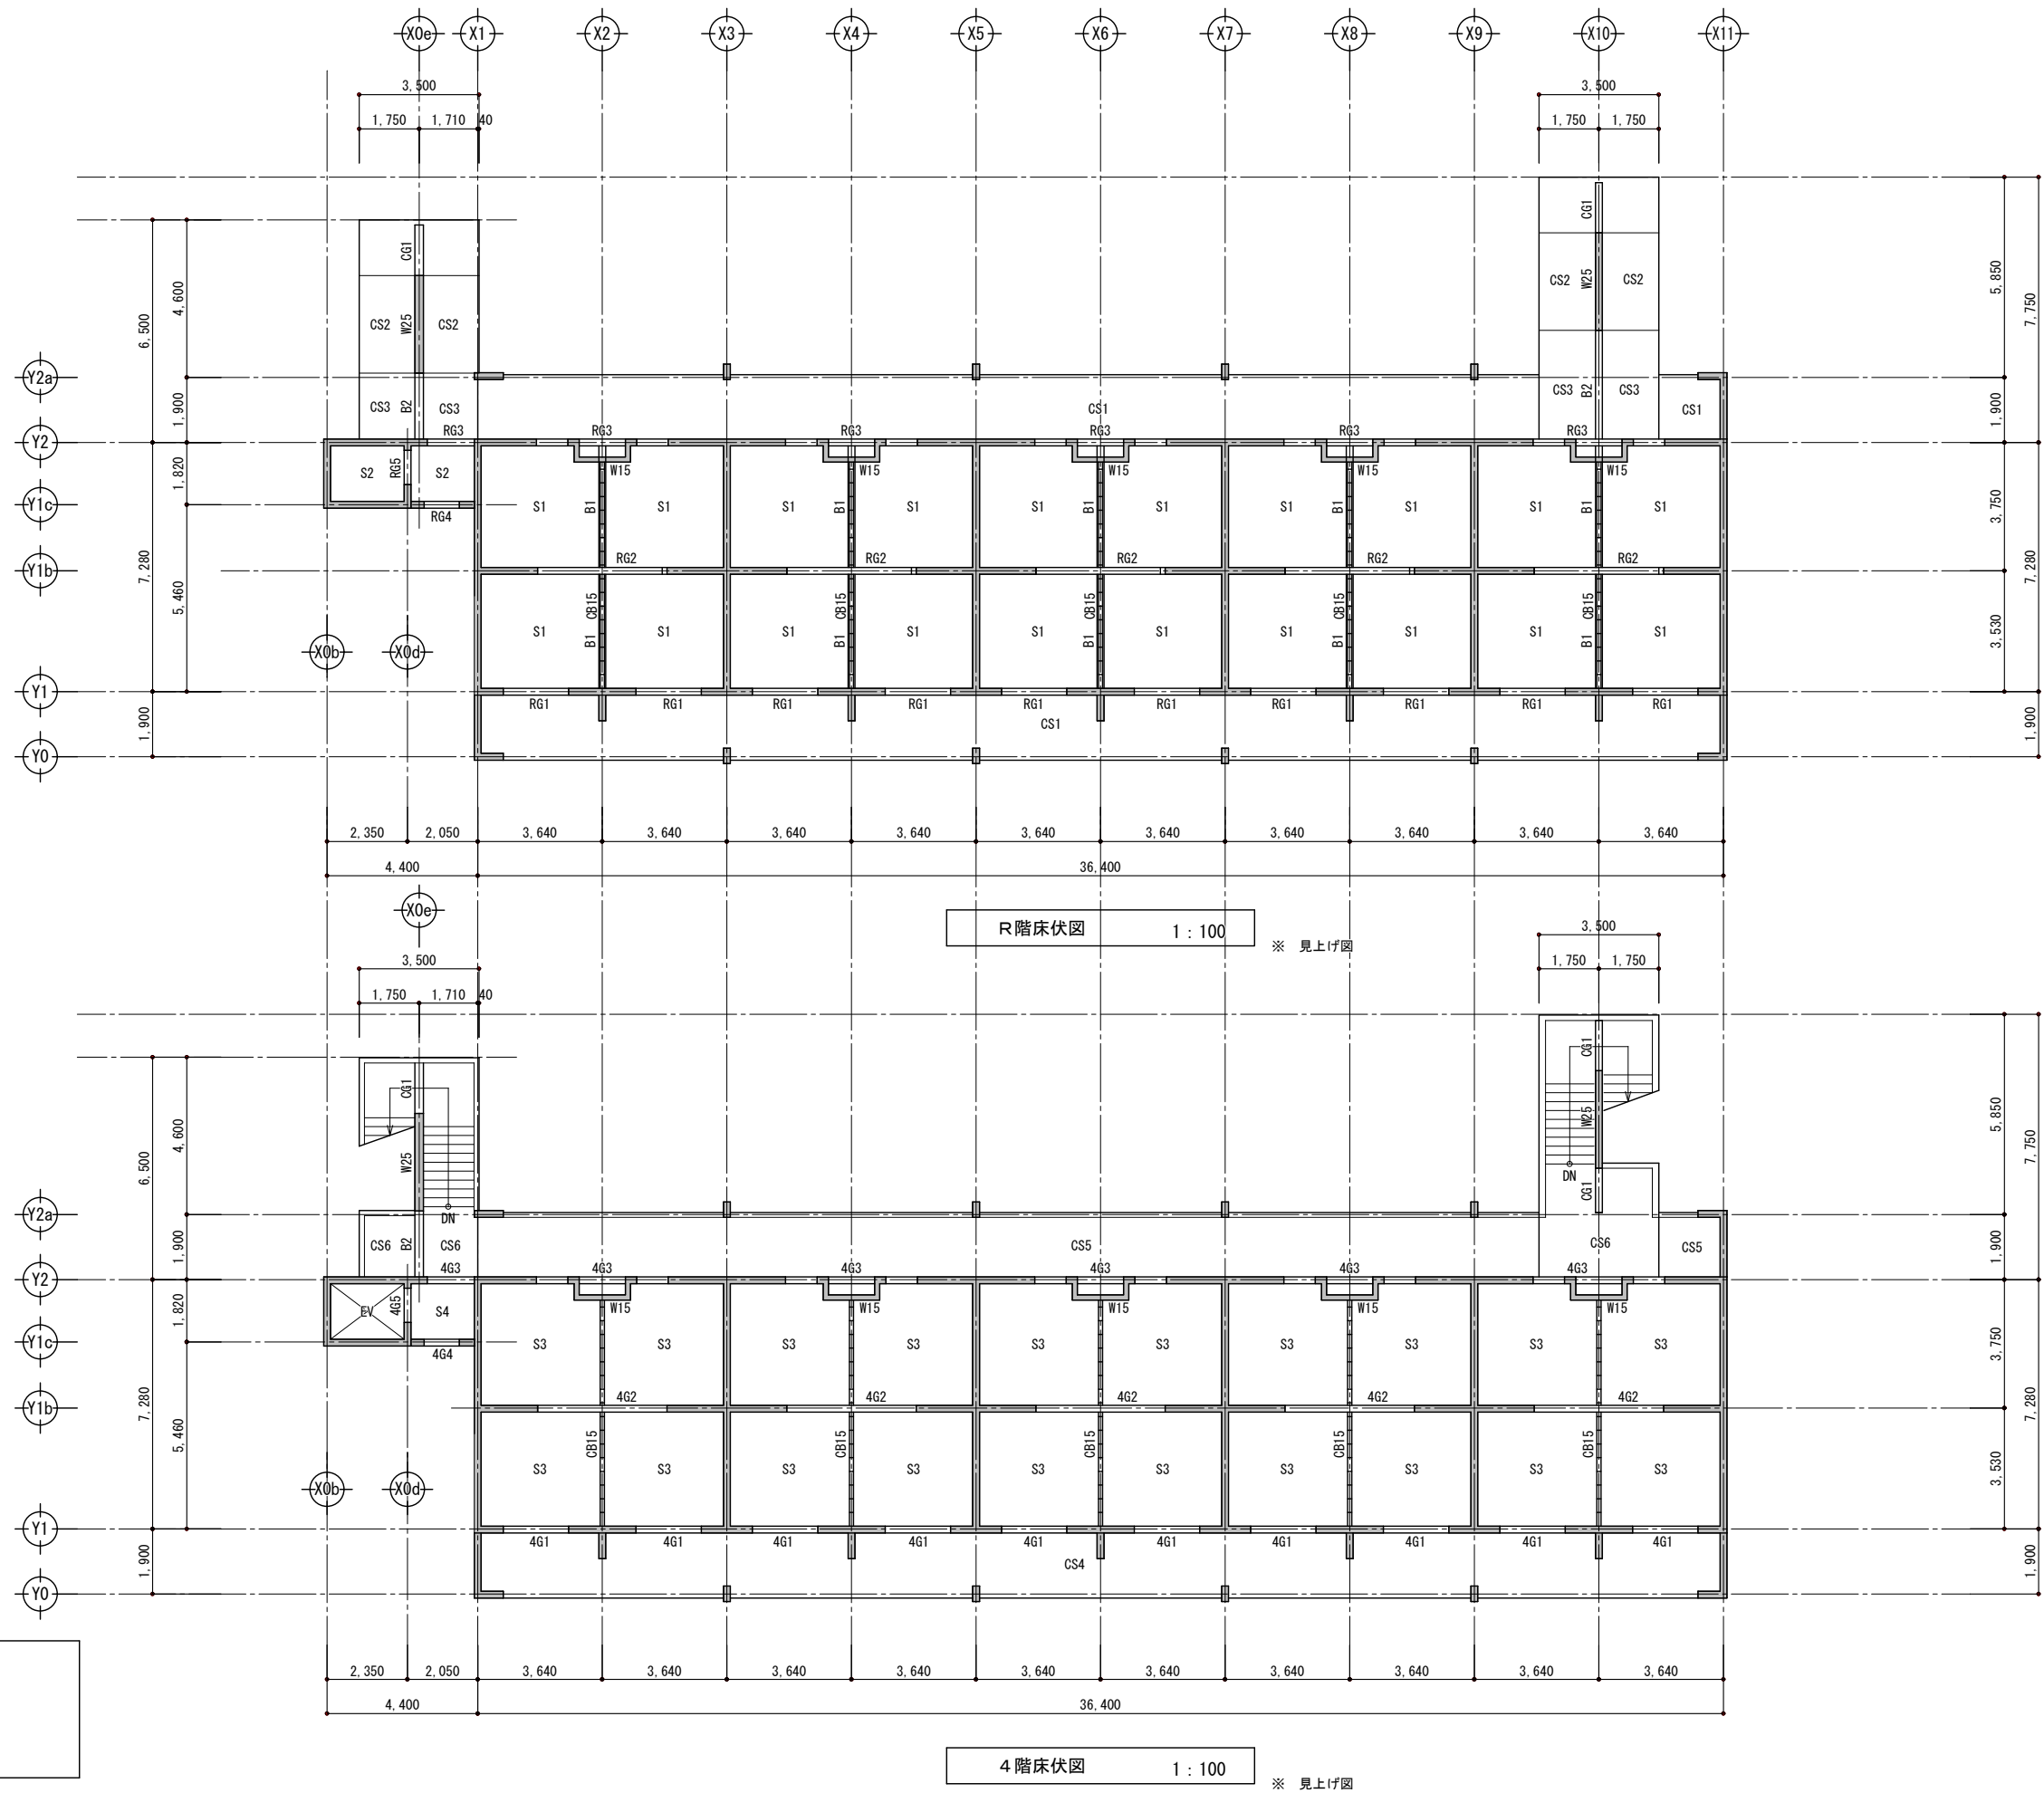 X0e X1 X2 X3 X4 X5 X6 X7 X8 X9 X10 X11
3,500 3,500
1,750 1,710 40 1,750 1,750
CG1 CG1
6,500 4,600 5,850 7,750
CS2 W25 CS2 CS2 W25 CS2
Y2a
1,900 CS3 B2 CS3 CS1 CS3 B2 CS3 CS1 1,900
Y2 RG3 RG3 RG3 RG3 RG3 RG3
1,820 S2 RG5 S2 W15 W15 W15 W15 W15
Y1c S1 B1 S1 S1 B1 S1 S1 B1 S1 S1 B1 S1 S1 B1 S1 3,750
RG4
Y1b RG2 RG2 RG2 RG2 RG2
7,280 5,460 7,280
CB15 CB15 CB15 CB15 CB15
S1 B1 S1 S1 B1 S1 S1 B1 S1 S1 B1 S1 S1 B1 S1 3,530
X0b X0d
Y1 RG1 RG1 RG1 RG1 RG1 RG1 RG1 RG1 RG1 RG1
1,900 CS1 1,900
Y0
2,350 2,050 3,640 3,640 3,640 3,640 3,640 3,640 3,640 3,640 3,640 3,640
4,400 36,400
X0e
R階床伏図 1:100
※ 見上げ図
3,500 3,500
1,750 1,710 40 1,750 1,750
CG1 CG1
6,500 4,600 5,850 7,750
W25 W25
DN DN CG1
Y2a
1,900 CS6 B2 CS6 CS5 CS6 CS5 1,900
Y2 4G3 4G3 4G3 4G3 4G3 4G3
1,820 EV 4G5 S4 W15 W15 W15 W15 W15
Y1c S3 S3 S3 S3 S3 S3 S3 S3 S3 S3 3,750
4G4
Y1b 4G2 4G2 4G2 4G2 4G2
7,280 5,460 7,280
CB15 CB15 CB15 CB15 CB15
S3 S3 S3 S3 S3 S3 S3 S3 S3 S3 3,530
X0b X0d
Y1 4G1 4G1 4G1 4G1 4G1 4G1 4G1 4G1 4G1 4G1
1,900 CS4 1,900
Y0
2,350 2,050 3,640 3,640 3,640 3,640 3,640 3,640 3,640 3,640 3,640 3,640
4,400 36,400
4階床伏図 1:100
※ 見上げ図